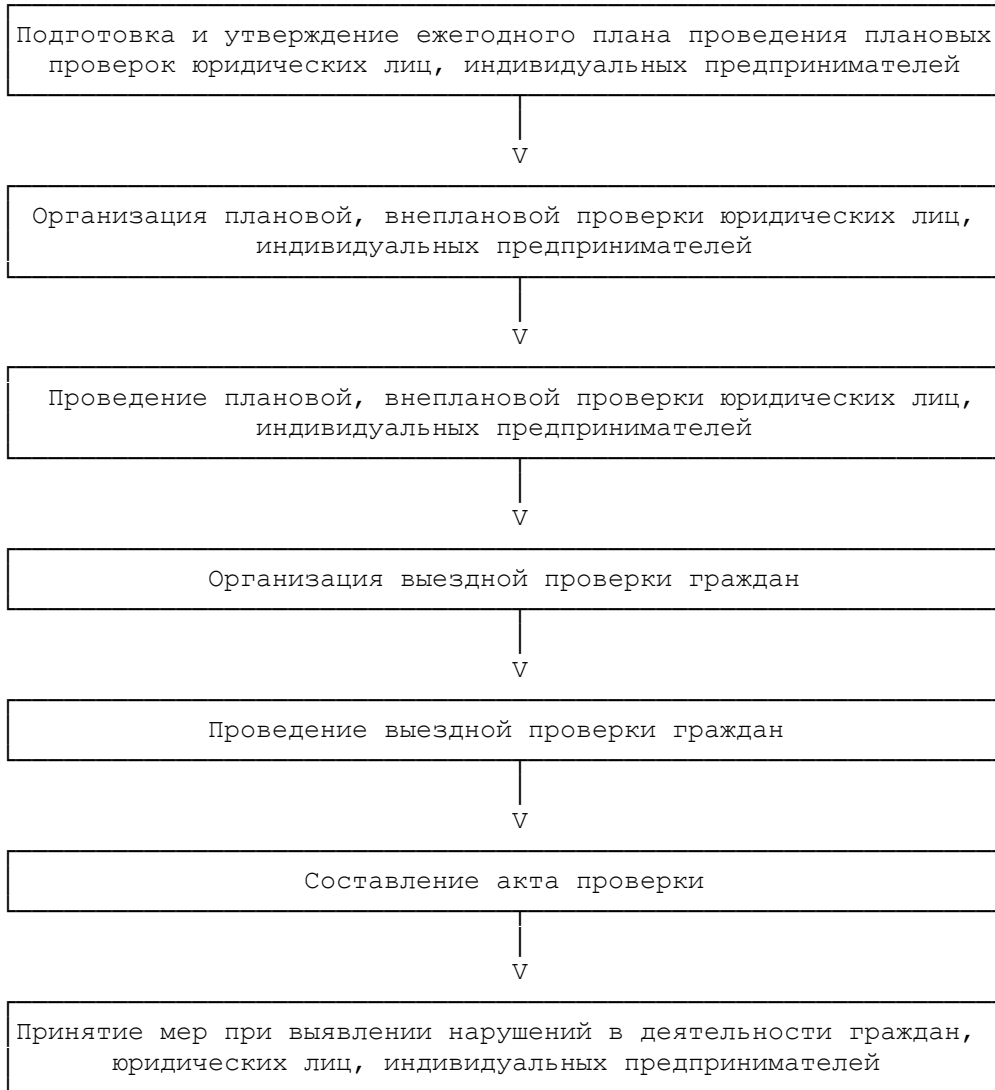 Подготовка и утверждение ежегодного плана проведения плановых
проверок юридических лиц, индивидуальных предпринимателей
V
Организация плановой, внеплановой проверки юридических лиц,
индивидуальных предпринимателей
V
Проведение плановой, внеплановой проверки юридических лиц,
индивидуальных предпринимателей
V
Организация выездной проверки граждан
V
Проведение выездной проверки граждан
V
Составление акта проверки
V
Принятие мер при выявлении нарушений в деятельности граждан,
юридических лиц, индивидуальных предпринимателей